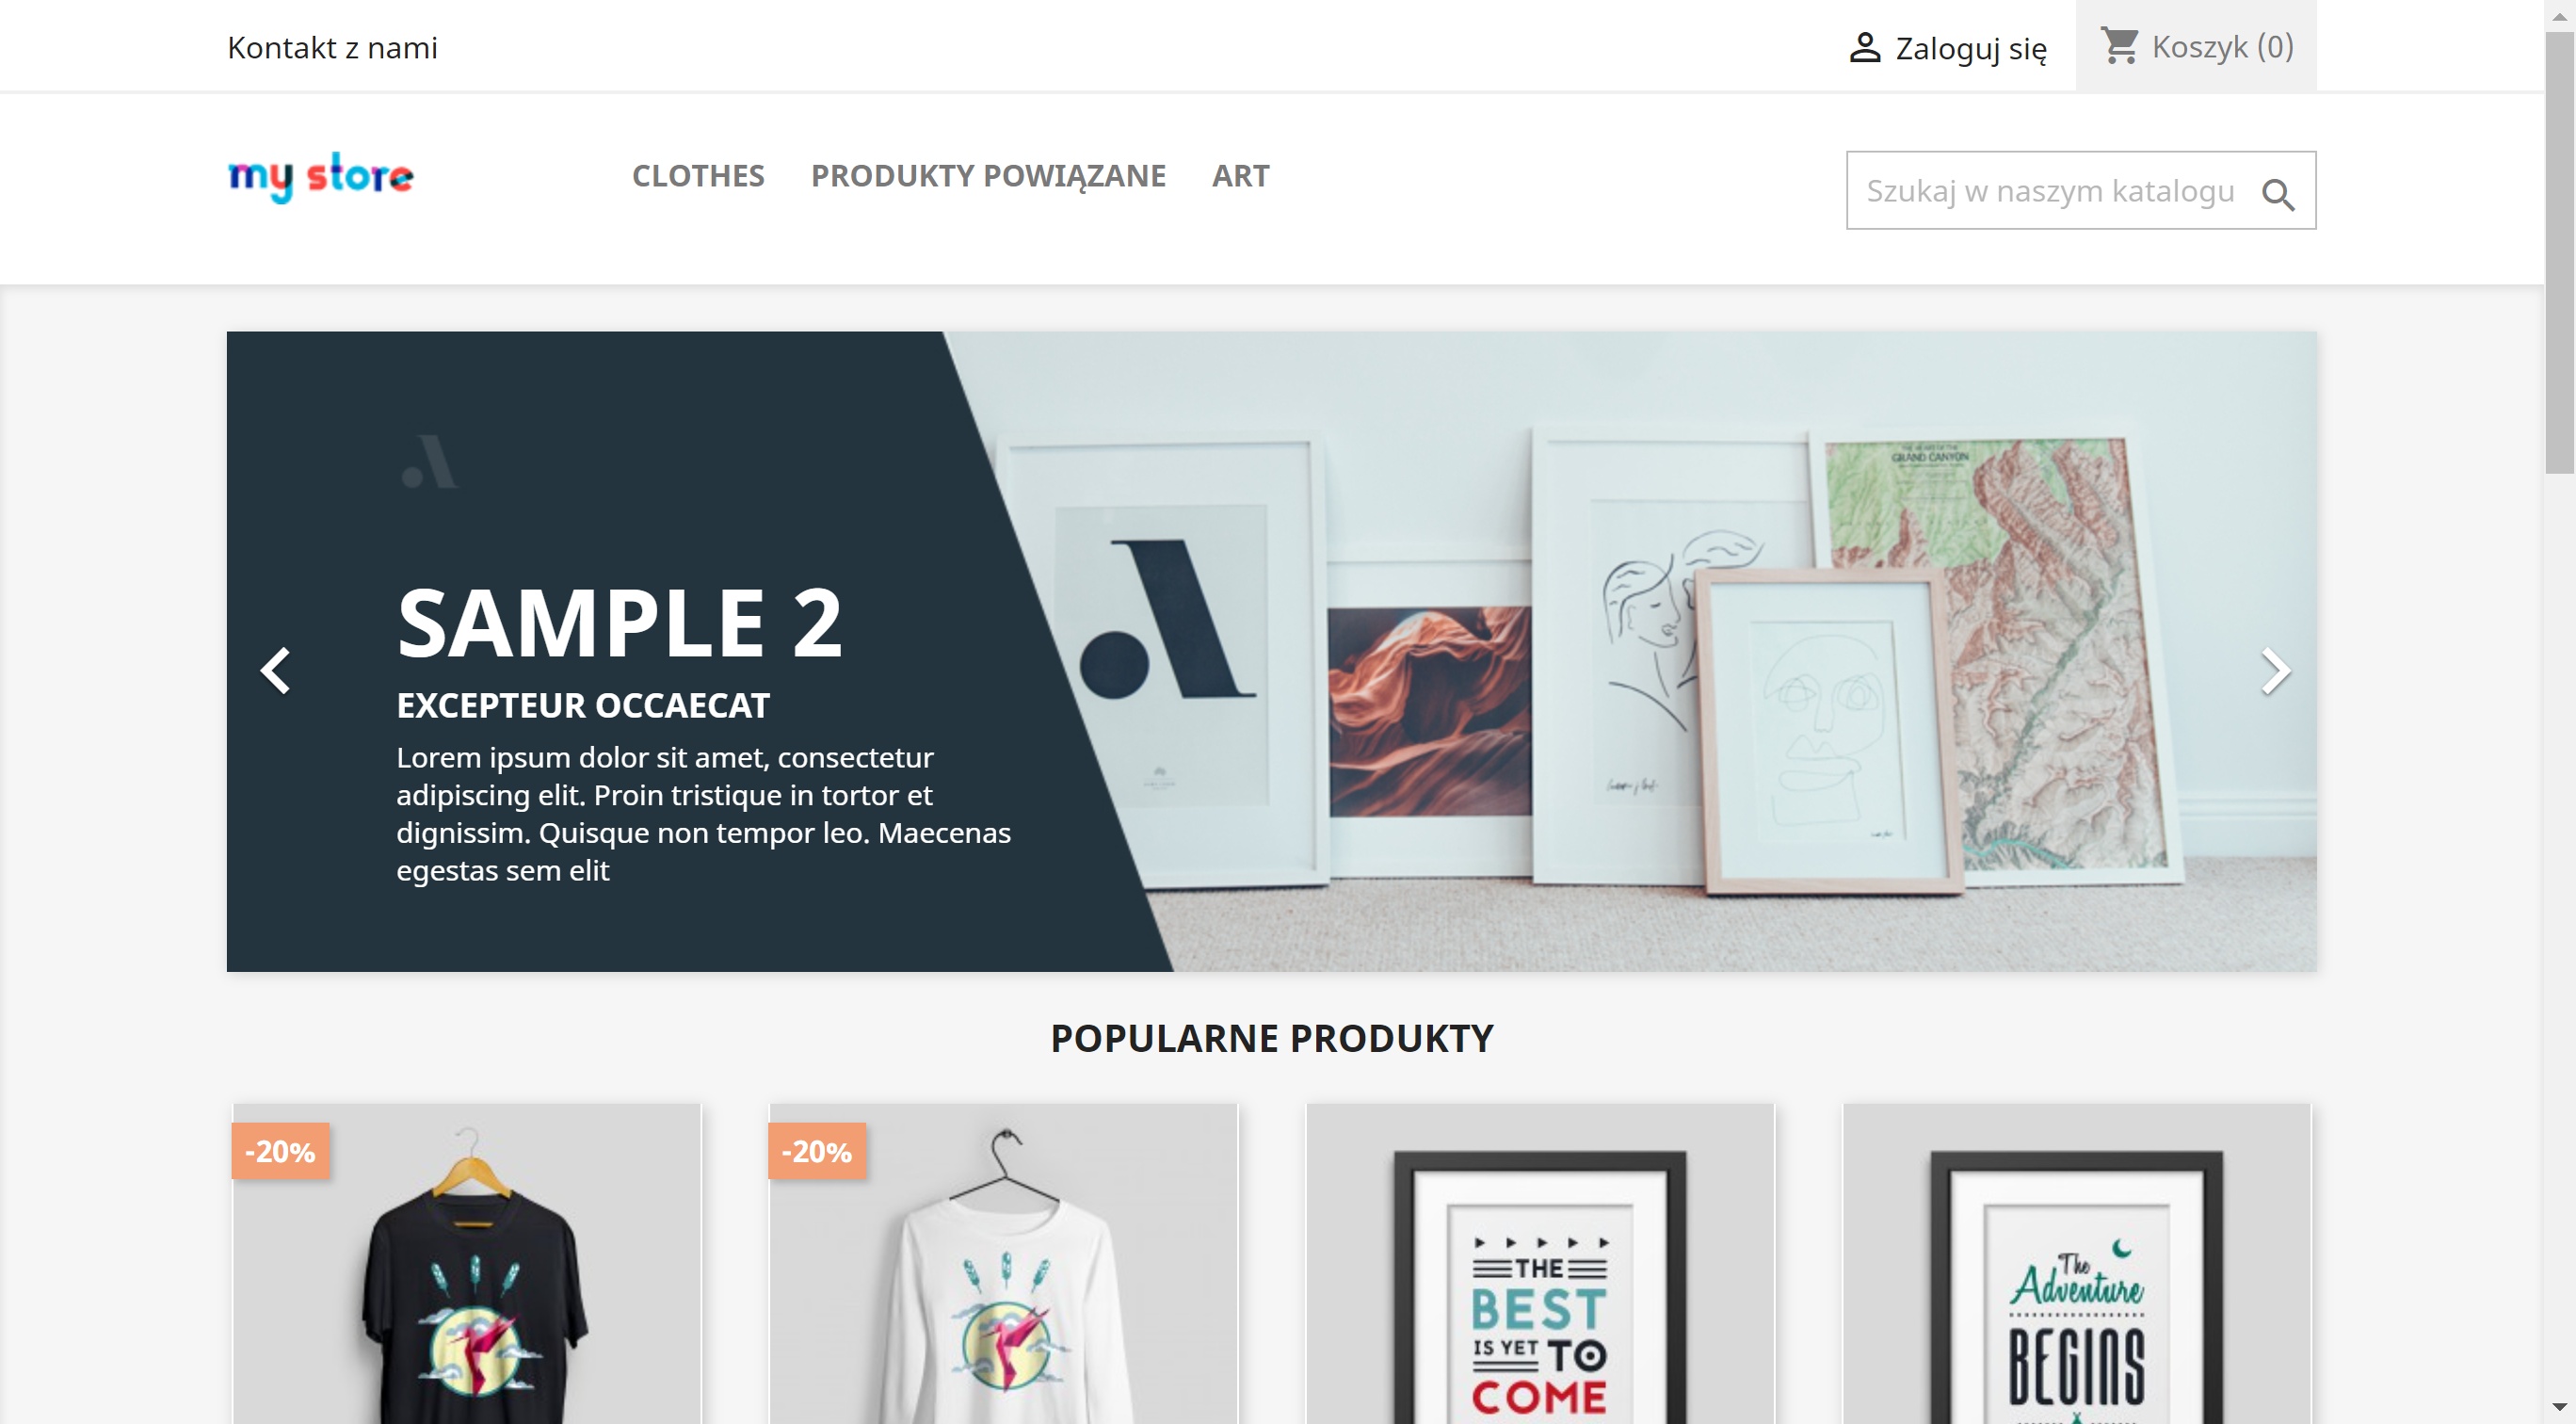 Kontakt z nami
Zaloguj się
Koszyk (0)
my store
CLOTHES
PRODUKTY POWIĄZANE
ART
Szukaj w naszym katalogu
GRAND CANYON
SAMPLE 2
EXCEPTEUR OCCAECAT
Lorem ipsum dolor sit amet, consectetur
adipiscing elit. Proin tristique in tortor et
dignissim. Quisque non tempor leo. Maecenas
egestas sem elit
POPULARNE PRODUKTY
-20%
-20%
THE
BEST
IS YET TO
COME
The
Adventure
BEGINS